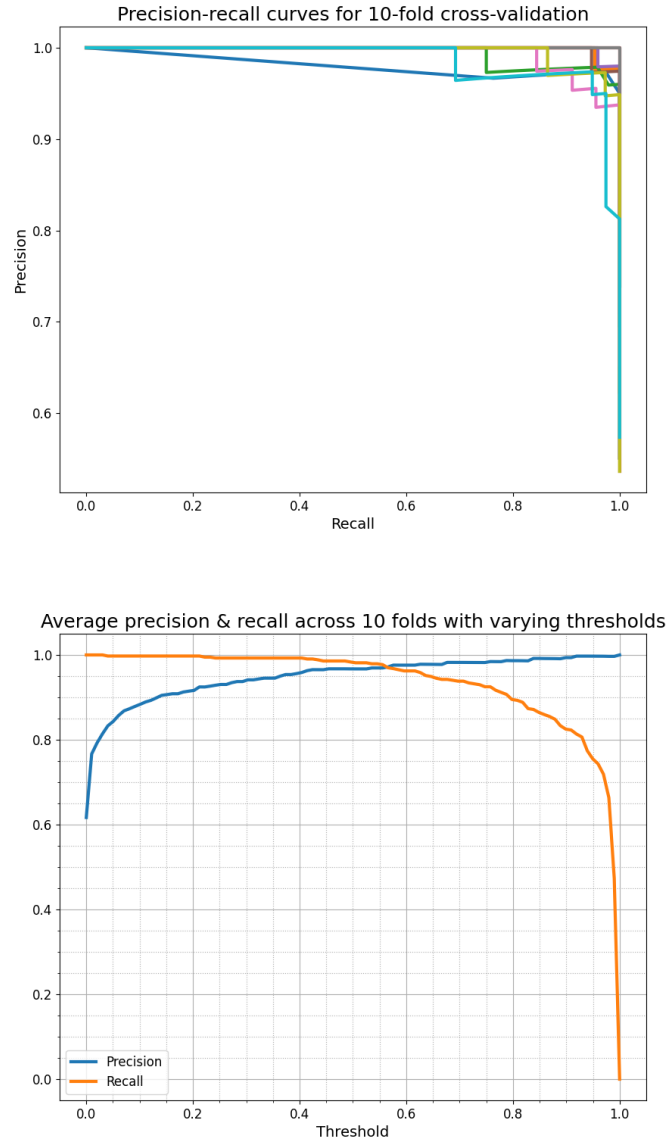 Precision-recall curves for 10-fold cross-validation
1.0
0.9
0.8
0.7
0.6
Precision
0.0 0.2 0.4 0.6 0.8 1.0
Recall
Average precision & recall across 10 folds with varying thresholds
1.0
0.8
0.6
0.4
0.2
0.0
Precision
Recall
0.0 0.2 0.4 0.6 0.8 1.0
Threshold